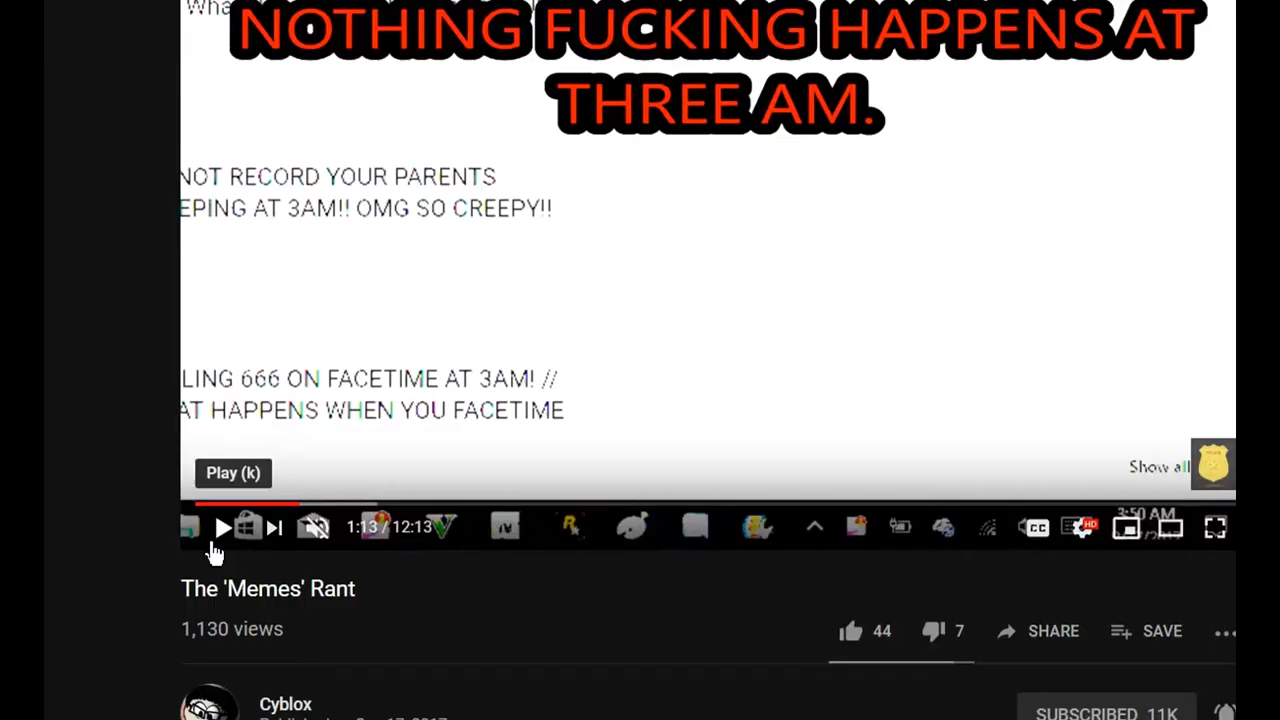 NOTHING FUCKING HAPPENS AT
THREE AM.
NOT RECORD YOUR PARENTS
EPING AT 3AM!! OMG SO CREEPY!!
LING 666 ON FACETIME AT 3AM! //
AT HAPPENS WHEN YOU FACETIME
Show all
Play (k)
1:13 / 12:13
CC
HD
3:50 AM
The 'Memes' Rant
1,130 views
44
7
SHARE
SAVE
Cyblox
SUBSCRIBED 11K